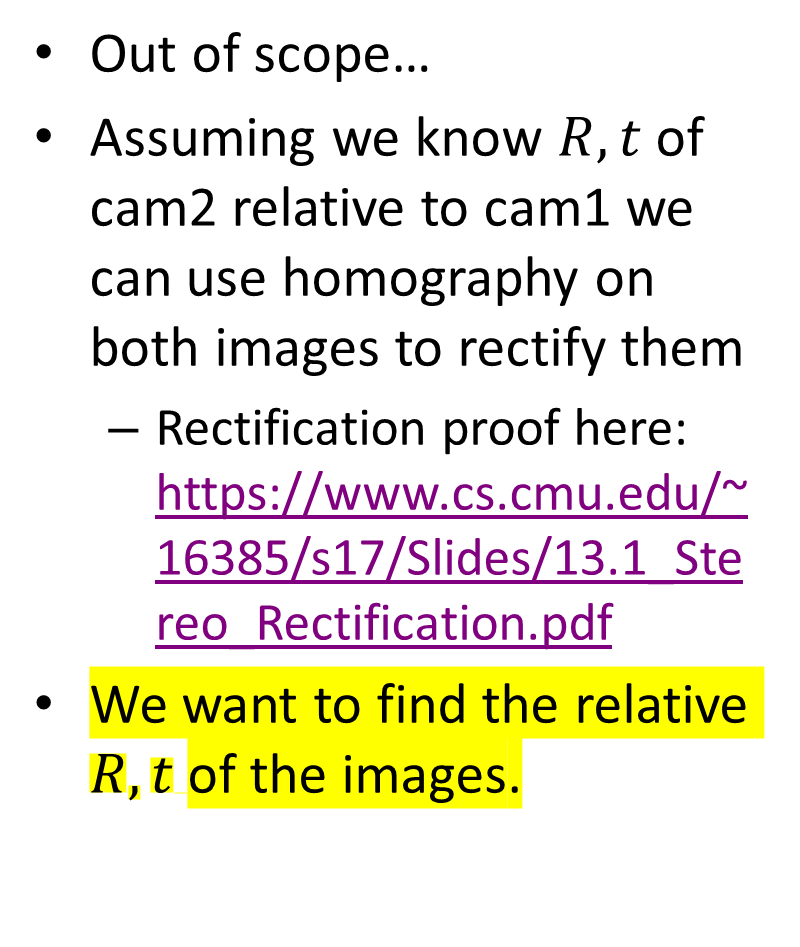 • Out of scope…
• Assuming we know R, t of
cam2 relative to cam1 we
can use homography on
both images to rectify them
– Rectification proof here:
https://www.cs.cmu.edu/~
16385/s17/Slides/13.1_Ste
reo_Rectification.pdf
• We want to find the relative
R, t of the images.